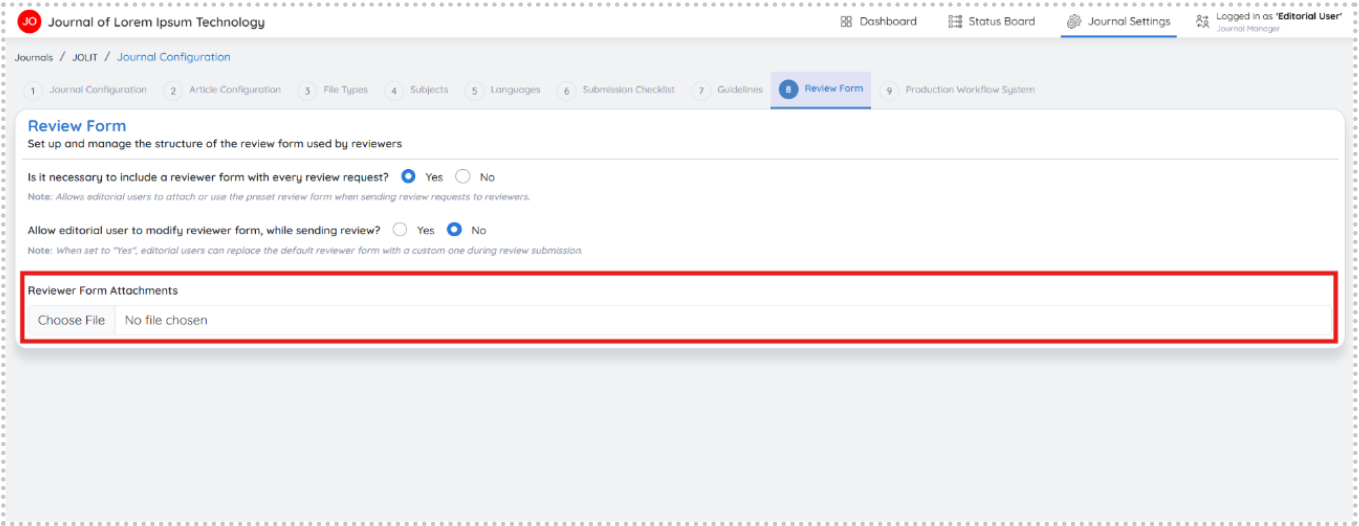 JO Journal of Lorem Ipsum Technology Dashboard Status Board Journal Settings Logged in as 'Editorial User'
Journal Manager
Journals / JOLIT / Journal Configuration
1 Journal Configuration 2 Article Configuration 3 File Types 4 Subjects 5 Languages 6 Submission Checklist 7 Guidelines 8 Review Form 9 Production Workflow System
Review Form
Set up and manage the structure of the review form used by reviewers
Is it necessary to include a reviewer form with every review request? Yes No
Note: Allows editorial users to attach or use the preset review form when sending review requests to reviewers.
Allow editorial user to modify reviewer form, while sending review? Yes No
Note: When set to "Yes", editorial users can replace the default reviewer form with a custom one during review submission.
Reviewer Form Attachments
Choose File No file chosen